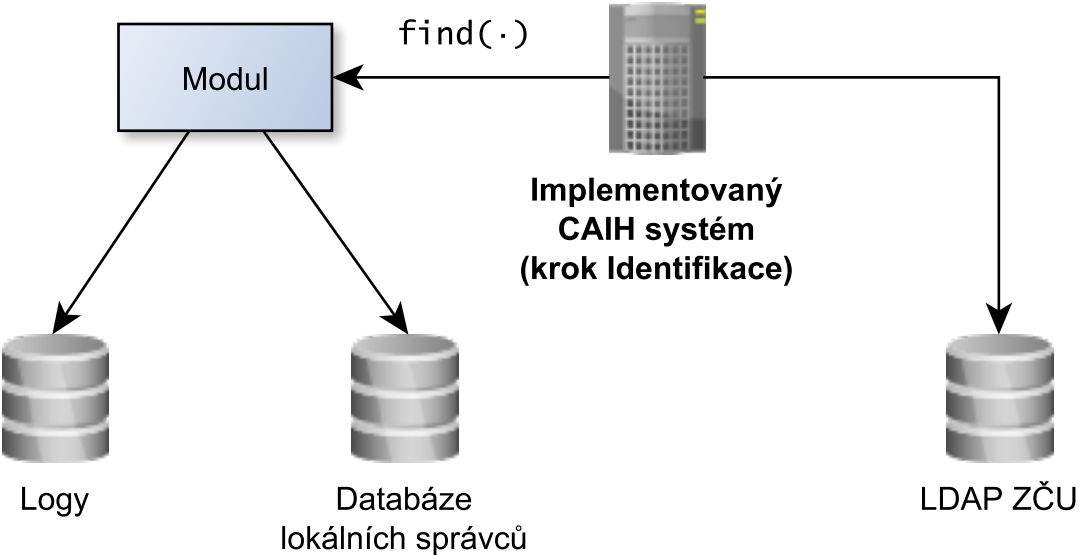 find(·)
Modul
Implementovaný
CAIH systém
(krok Identifikace)
Logy
Databáze
lokálních správců
LDAP ZČU